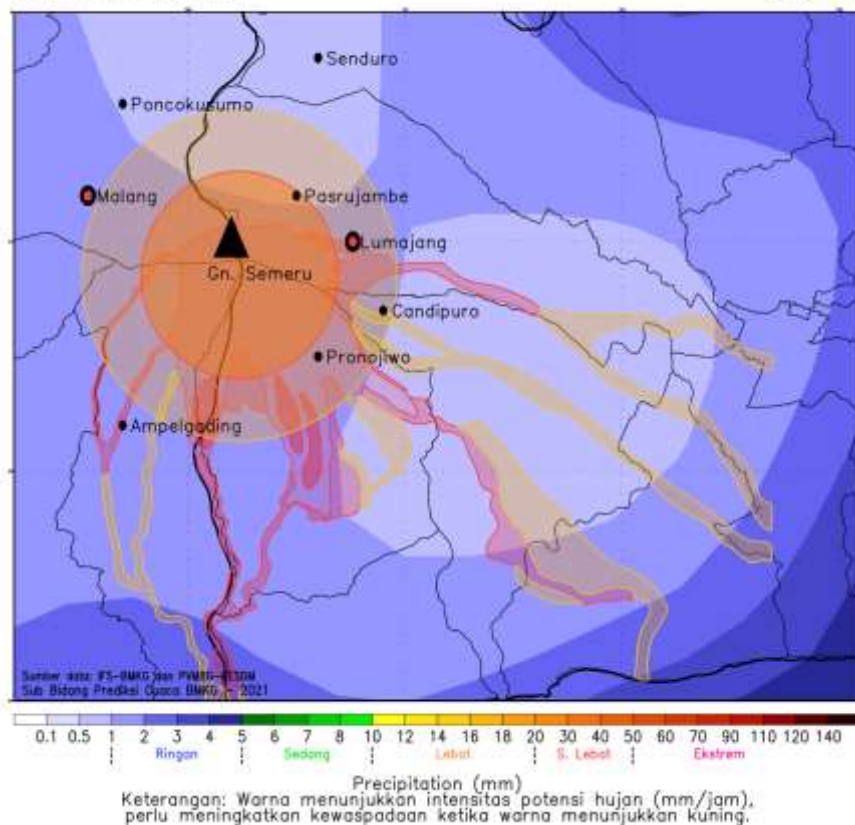 Senduro
Poncokusumo
Malang
Pasrujambe
Lumajang
Gn. Semeru
Candipuro
Pronojiwo
Ampelgading
Sumber data: IFS-BMKG dan PVMBG-ESDM
Sub Bidang Prediksi Cuaca BMKG - 2021
0.1 0.5 1 2 3 4 5 6 7 8 10 12 14 16 18 20 30 40 50 60 70 90 110 120 140
Ringan Sedang Lebat S. Lebat Ekstrem
Precipitation (mm)
Keterangan: Warna menunjukkan intensitas potensi hujan (mm/jam),
perlu meningkatkan kewaspadaan ketika warna menunjukkan kuning.